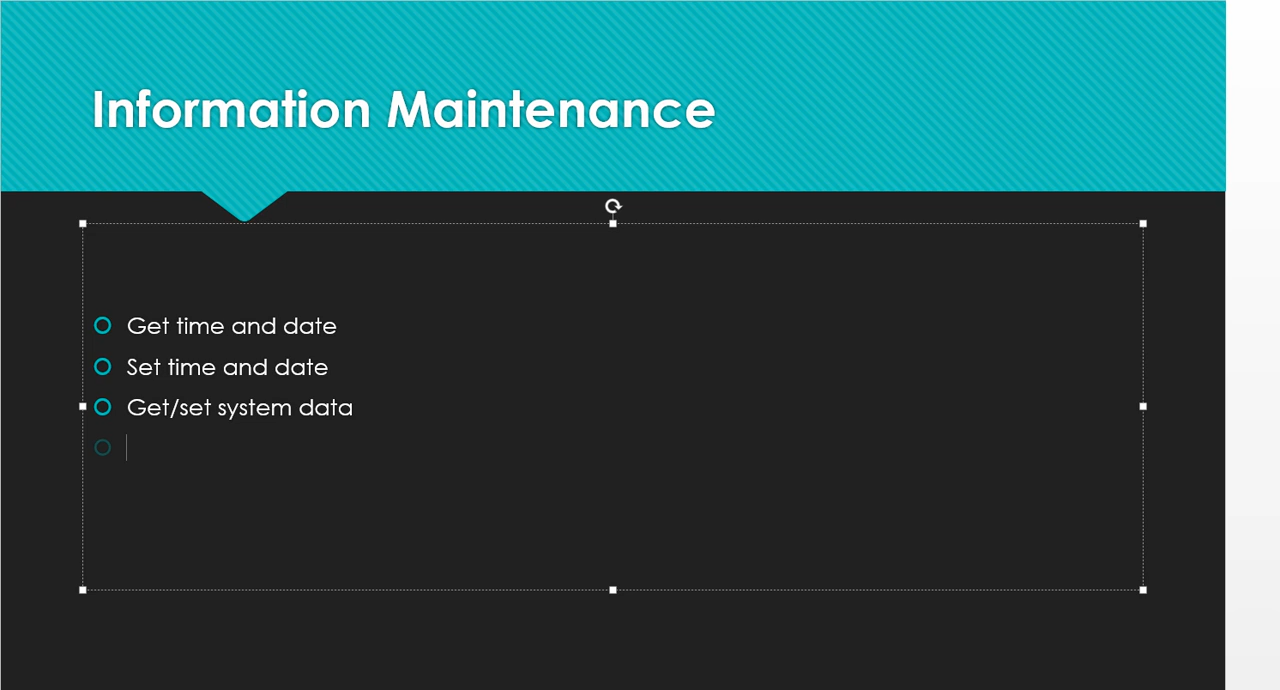 Information Maintenance
Get time and date
Set time and date
Get/set system data